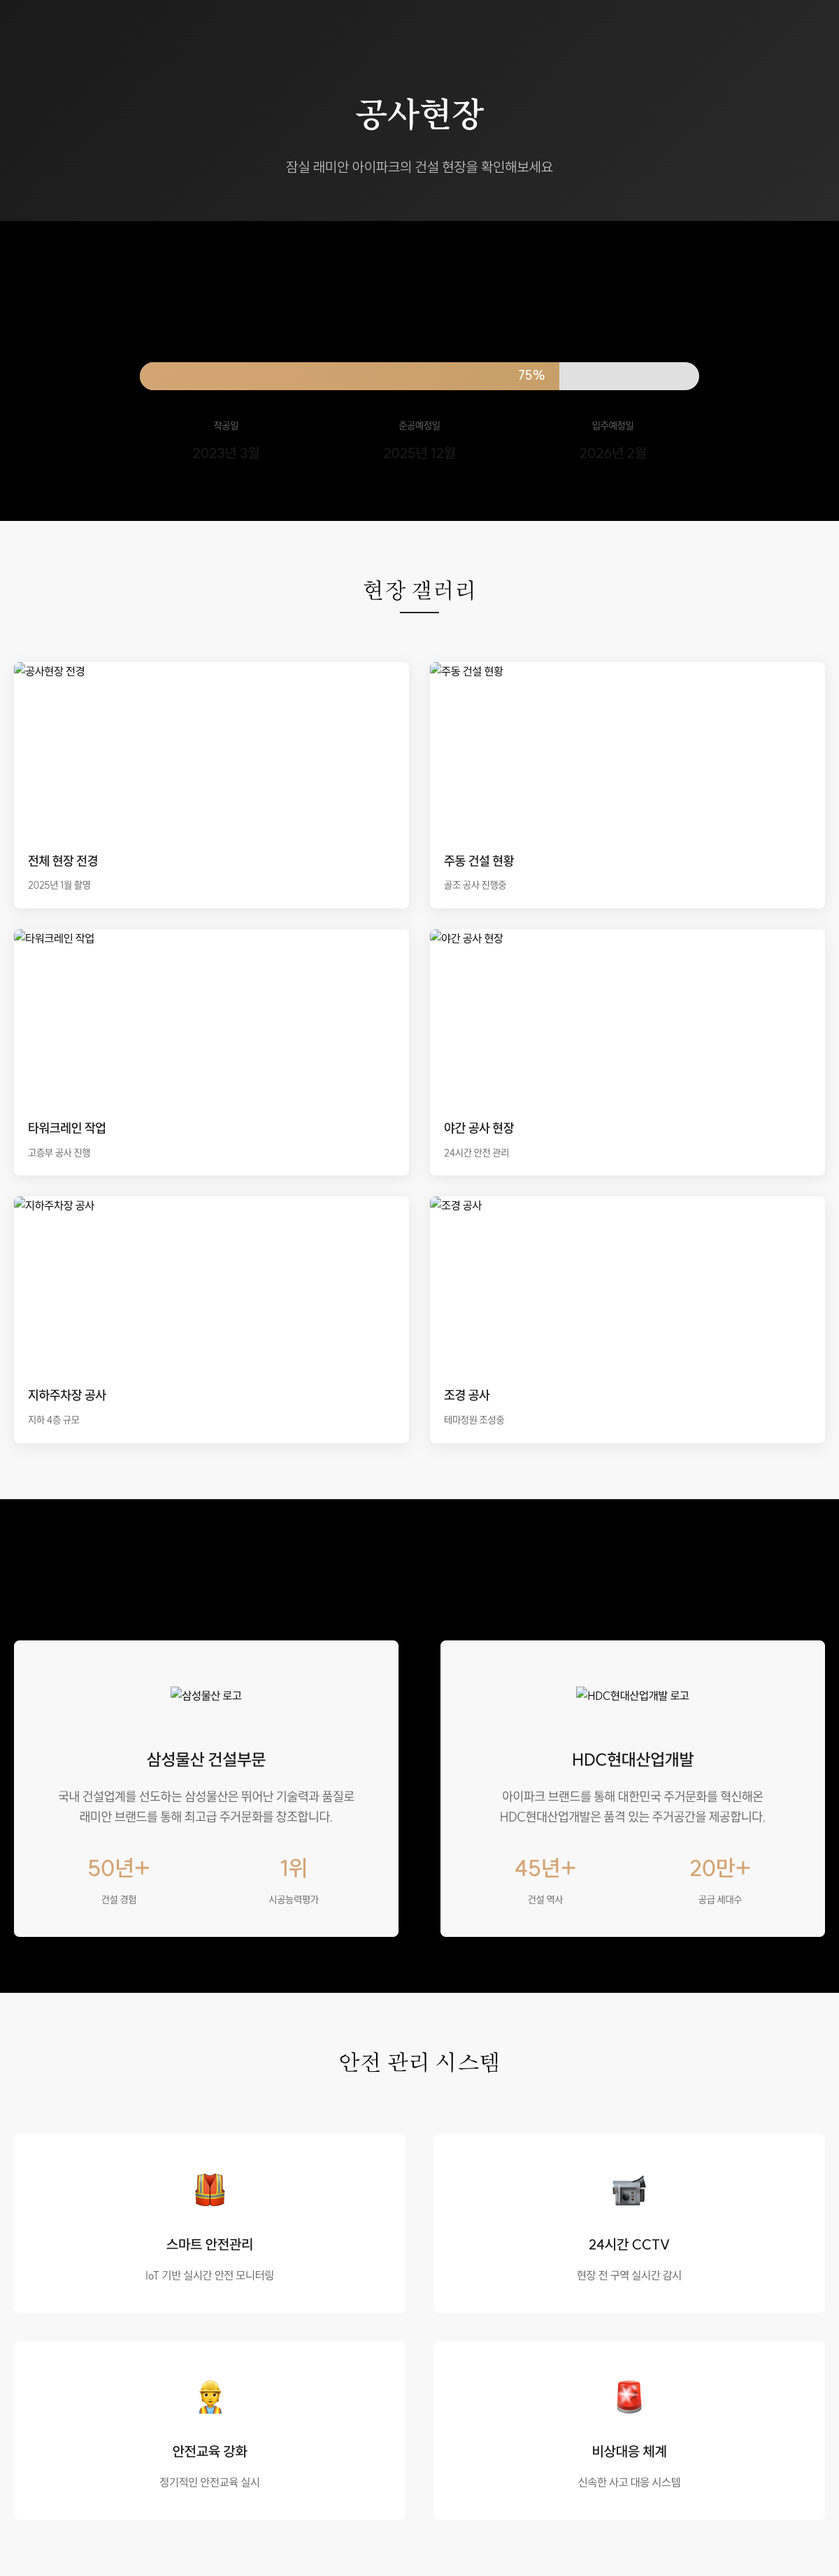 공사현장
잠실 래미안 아이파크의 건설 현장을 확인해보세요
75%
착공일
준공예정일
입주예정일
2023년 3월
2025년 12월
2026년 2월
현장 갤러리
공사현장 전경
주동 건설 현황
전체 현장 전경
주동 건설 현황
2025년 1월 촬영
골조 공사 진행중
타워크레인 작업
야간 공사 현장
타워크레인 작업
야간 공사 현장
고층부 공사 진행
24시간 안전 관리
지하주차장 공사
조경 공사
지하주차장 공사
조경 공사
지하 4층 규모
테마정원 조성중
삼성물산 로고
삼성물산 건설부문
국내 건설업계를 선도하는 삼성물산은 뛰어난 기술력과 품질로
래미안 브랜드를 통해 최고급 주거문화를 창조합니다.
50년+
1위
건설 경험
시공능력평가
HDC현대산업개발 로고
HDC현대산업개발
아이파크 브랜드를 통해 대한민국 주거문화를 혁신해온
HDC현대산업개발은 품격 있는 주거공간을 제공합니다.
45년+
20만+
건설 역사
공급 세대수
안전 관리 시스템
스마트 안전관리
IoT 기반 실시간 안전 모니터링
24시간 CCTV
현장 전 구역 실시간 감시
안전교육 강화
정기적인 안전교육 실시
비상대응 체계
신속한 사고 대응 시스템